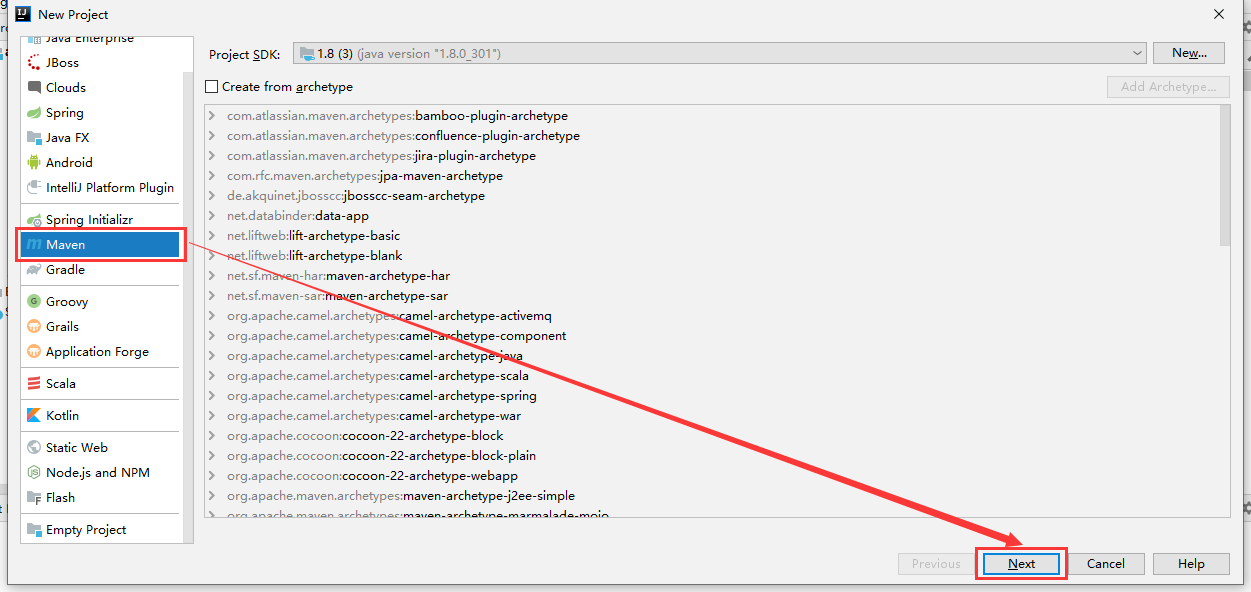 New Project
Java Enterprise
JBoss
Clouds
Spring
Java FX
Android
IntelliJ Platform Plugin
Spring Initializr
Maven
Gradle
Groovy
Grails
Application Forge
Scala
Kotlin
Static Web
Node.js and NPM
Flash
Empty Project
Project SDK: 1.8 (3) (java version "1.8.0_301") New...
Create from archetype Add Archetype...
com.atlassian.maven.archetypes:bamboo-plugin-archetype
com.atlassian.maven.archetypes:confluence-plugin-archetype
com.atlassian.maven.archetypes:jira-plugin-archetype
com.rfc.maven.archetypes:jpa-maven-archetype
de.akquinet.jbosscc:jbosscc-seam-archetype
net.databinder:data-app
net.liftweb:lift-archetype-basic
net.liftweb:lift-archetype-blank
net.sf.maven-har:maven-archetype-har
net.sf.maven-sar:maven-archetype-sar
org.apache.camel.archetypes:camel-archetype-activemq
org.apache.camel.archetypes:camel-archetype-component
org.apache.camel.archetypes:camel-archetype-java
org.apache.camel.archetypes:camel-archetype-scala
org.apache.camel.archetypes:camel-archetype-spring
org.apache.camel.archetypes:camel-archetype-war
org.apache.cocoon:cocoon-22-archetype-block
org.apache.cocoon:cocoon-22-archetype-block-plain
org.apache.cocoon:cocoon-22-archetype-webapp
org.apache.maven.archetypes:maven-archetype-j2ee-simple
org.apache.maven.archetypes:maven-archetype-marmalade-mojo
Previous Next Cancel Help